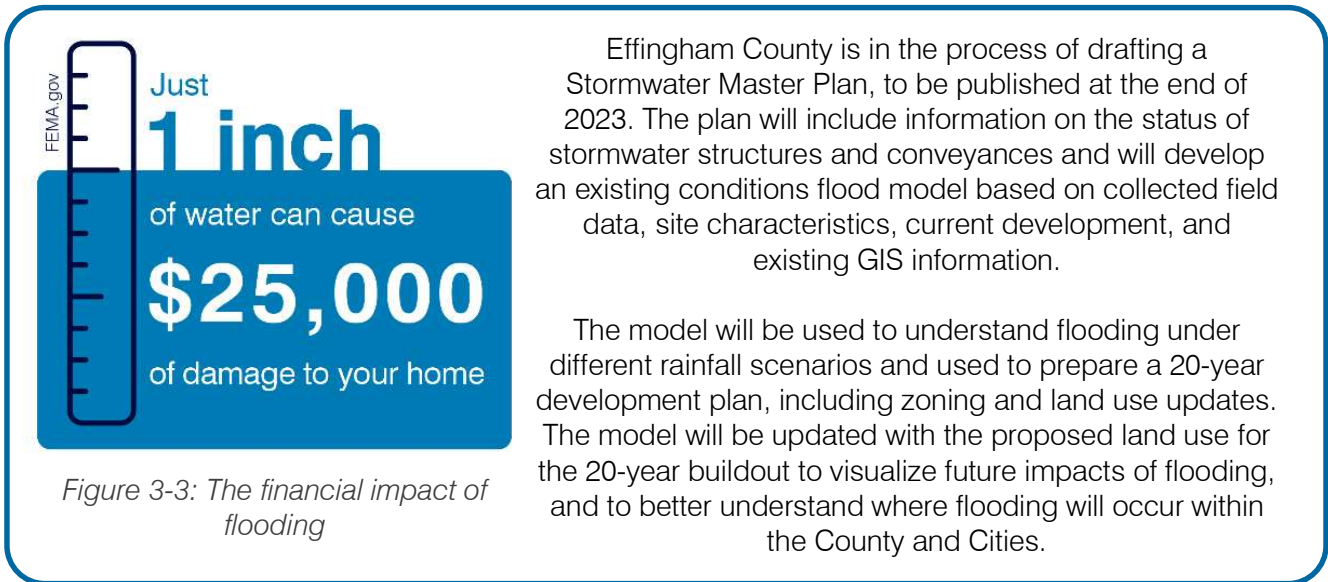 FEMA.gov
Just
1 inch
of water can cause
$25,000
of damage to your home
Figure 3-3: The financial impact of
flooding
Effingham County is in the process of drafting a
Stormwater Master Plan, to be published at the end of
2023. The plan will include information on the status of
stormwater structures and conveyances and will develop
an existing conditions flood model based on collected field
data, site characteristics, current development, and
existing GIS information.
The model will be used to understand flooding under
different rainfall scenarios and used to prepare a 20-year
development plan, including zoning and land use updates.
The model will be updated with the proposed land use for
the 20-year buildout to visualize future impacts of flooding,
and to better understand where flooding will occur within
the County and Cities.